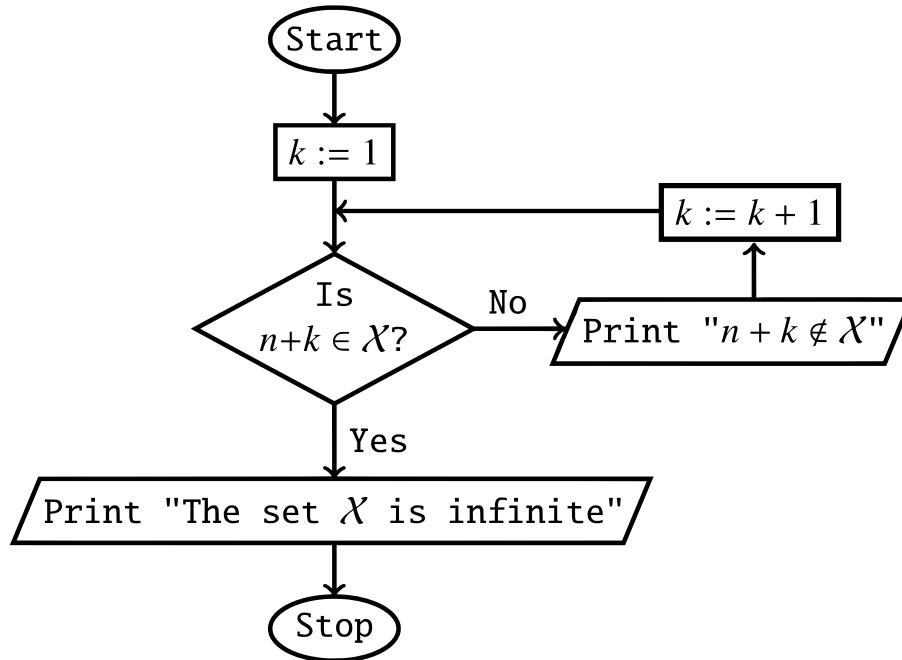 Start
k := 1
k := k + 1
Is
n+k ∈ 𝒳?
No
Print "n + k ∉ 𝒳"
Yes
Print "The set 𝒳 is infinite"
Stop